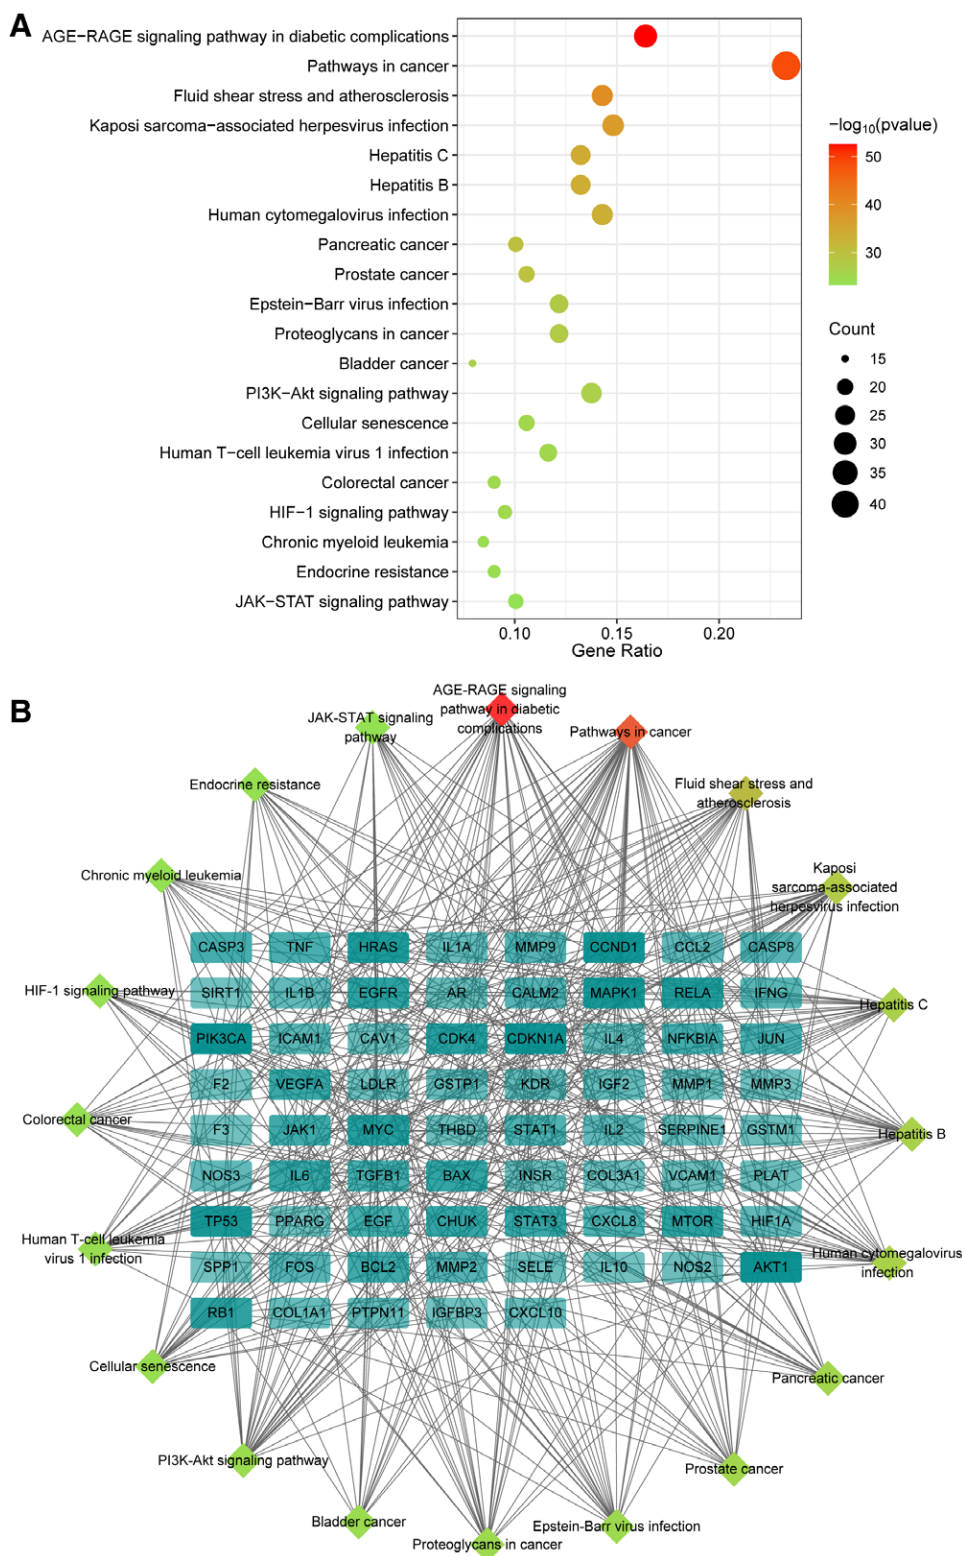 A
AGE−RAGE signaling pathway in diabetic complications
Pathways in cancer
Fluid shear stress and atherosclerosis
Kaposi sarcoma−associated herpesvirus infection
Hepatitis C
Hepatitis B
Human cytomegalovirus infection
Pancreatic cancer
Prostate cancer
Epstein−Barr virus infection
Proteoglycans in cancer
Bladder cancer
PI3K−Akt signaling pathway
Cellular senescence
Human T−cell leukemia virus 1 infection
Colorectal cancer
HIF−1 signaling pathway
Chronic myeloid leukemia
Endocrine resistance
JAK−STAT signaling pathway
0.10 0.15 0.20
Gene Ratio
−log10(pvalue)
50
40
30
Count
15
20
25
30
35
40
B
AGE-RAGE signaling
pathway in diabetic
complications
JAK-STAT signaling
pathway
Pathways in cancer
Endocrine resistance
Fluid shear stress and
atherosclerosis
Chronic myeloid leukemia
Kaposi
sarcoma-associated
herpesvirus infection
CASP3 TNF HRAS IL1A MMP9 CCND1 CCL2 CASP8
HIF-1 signaling pathway
SIRT1 IL1B EGFR AR CALM2 MAPK1 RELA IFNG
Hepatitis C
PIK3CA ICAM1 CAV1 CDK4 CDKN1A IL4 NFKBIA JUN
F2 VEGFA LDLR GSTP1 KDR IGF2 MMP1 MMP3
Colorectal cancer
F3 JAK1 MYC THBD STAT1 IL2 SERPINE1 GSTM1
Hepatitis B
NOS3 IL6 TGFB1 BAX INSR COL3A1 VCAM1 PLAT
TP53 PPARG EGF CHUK STAT3 CXCL8 MTOR HIF1A
Human T-cell leukemia
virus 1 infection
Human cytomegalovirus
infection
SPP1 FOS BCL2 MMP2 SELE IL10 NOS2 AKT1
RB1 COL1A1 PTPN11 IGFBP3 CXCL10
Cellular senescence
Pancreatic cancer
PI3K-Akt signaling pathway
Prostate cancer
Bladder cancer
Epstein-Barr virus infection
Proteoglycans in cancer